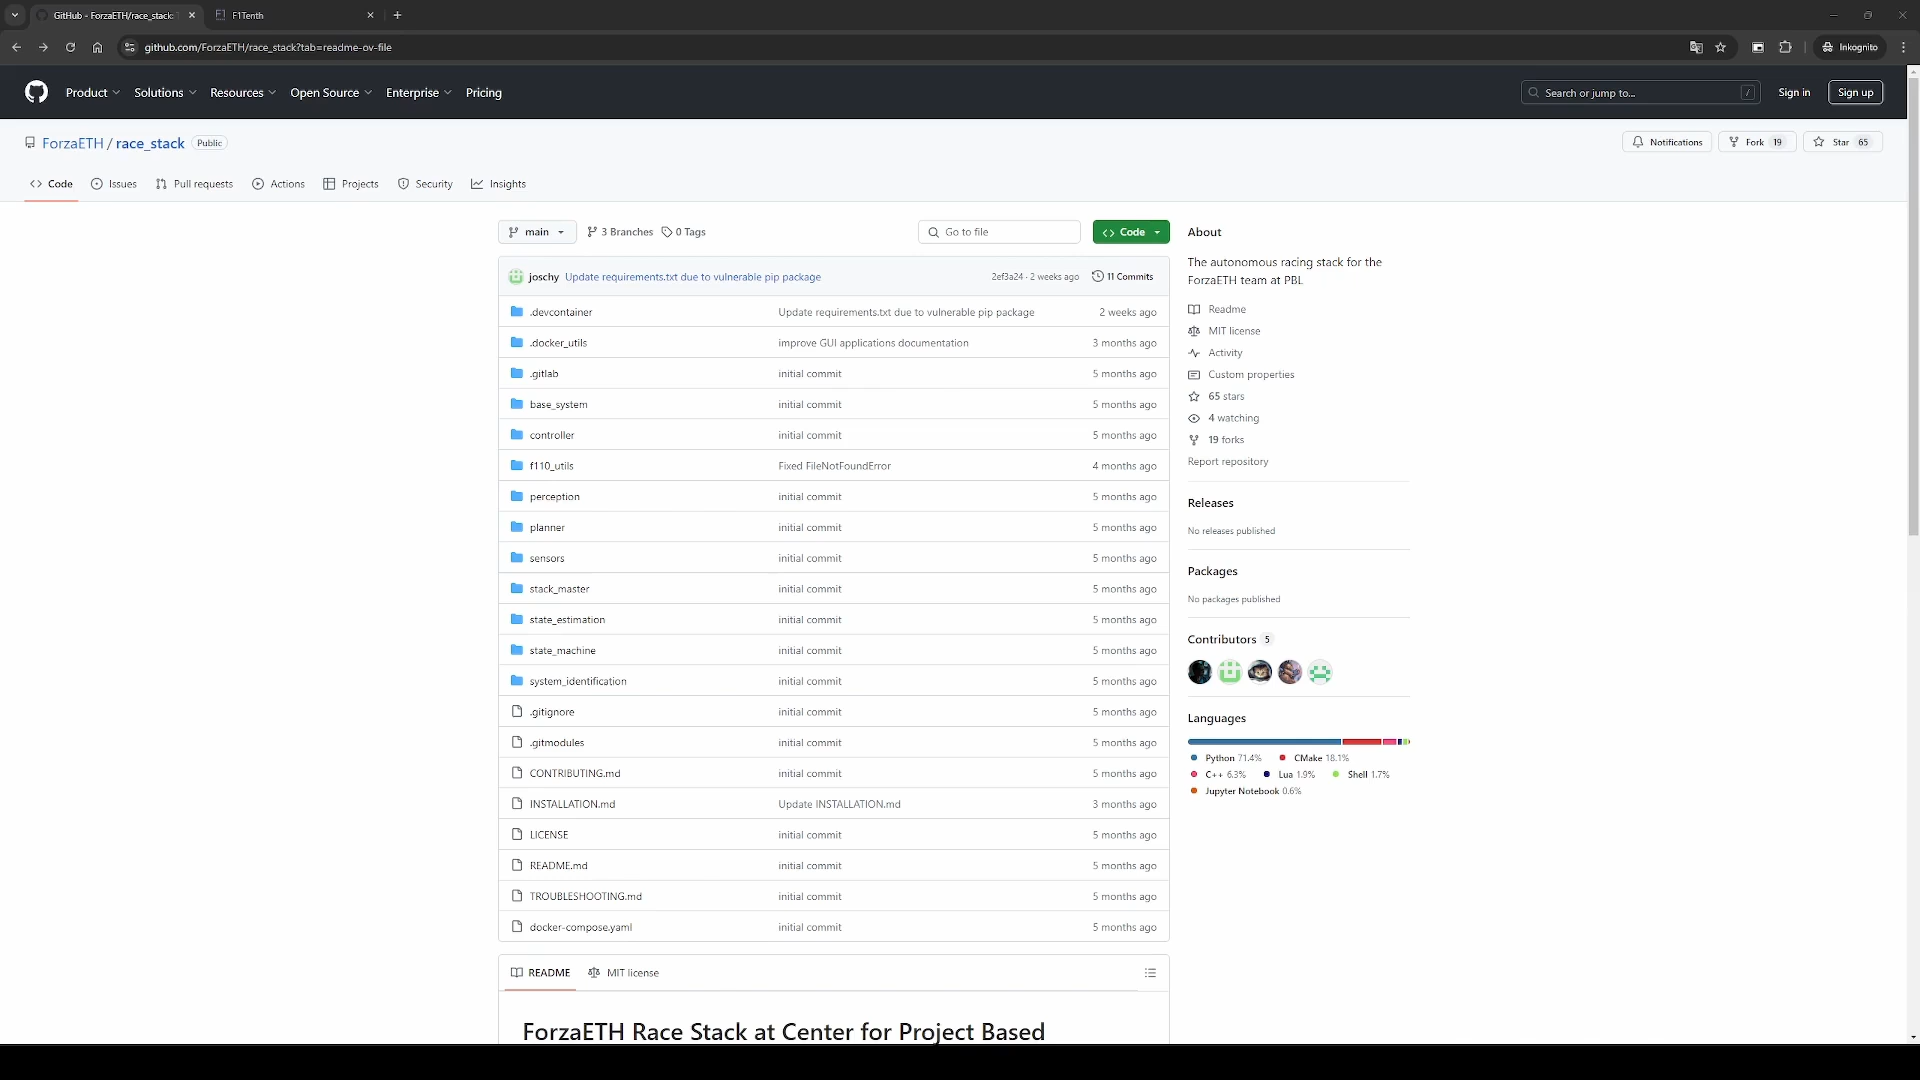 GitHub - ForzaETH/race_stack:
F1Tenth
github.com/ForzaETH/race_stack?tab=readme-ov-file
Inkognito
Product
Solutions
Resources
Open Source
Enterprise
Pricing
Search or jump to...
/
Sign in
Sign up
ForzaETH / race_stack
Public
Notifications
Fork 19
Star 65
Code
Issues
Pull requests
Actions
Projects
Security
Insights
main
3 Branches
0 Tags
Go to file
Code
joschy Update requirements.txt due to vulnerable pip package 2ef3a24 · 2 weeks ago 11 Commits
.devcontainer Update requirements.txt due to vulnerable pip package 2 weeks ago
.docker_utils improve GUI applications documentation 3 months ago
.gitlab initial commit 5 months ago
base_system initial commit 5 months ago
controller initial commit 5 months ago
f110_utils Fixed FileNotFoundError 4 months ago
perception initial commit 5 months ago
planner initial commit 5 months ago
sensors initial commit 5 months ago
stack_master initial commit 5 months ago
state_estimation initial commit 5 months ago
state_machine initial commit 5 months ago
system_identification initial commit 5 months ago
.gitignore initial commit 5 months ago
.gitmodules initial commit 5 months ago
CONTRIBUTING.md initial commit 5 months ago
INSTALLATION.md Update INSTALLATION.md 3 months ago
LICENSE initial commit 5 months ago
README.md initial commit 5 months ago
TROUBLESHOOTING.md initial commit 5 months ago
docker-compose.yaml initial commit 5 months ago
README
MIT license
ForzaETH Race Stack at Center for Project Based
About
The autonomous racing stack for the
ForzaETH team at PBL
Readme
MIT license
Activity
Custom properties
65 stars
4 watching
19 forks
Report repository
Releases
No releases published
Packages
No packages published
Contributors 5
Languages
Python 71.4% CMake 18.1%
C++ 6.3% Lua 1.9% Shell 1.7%
Jupyter Notebook 0.6%